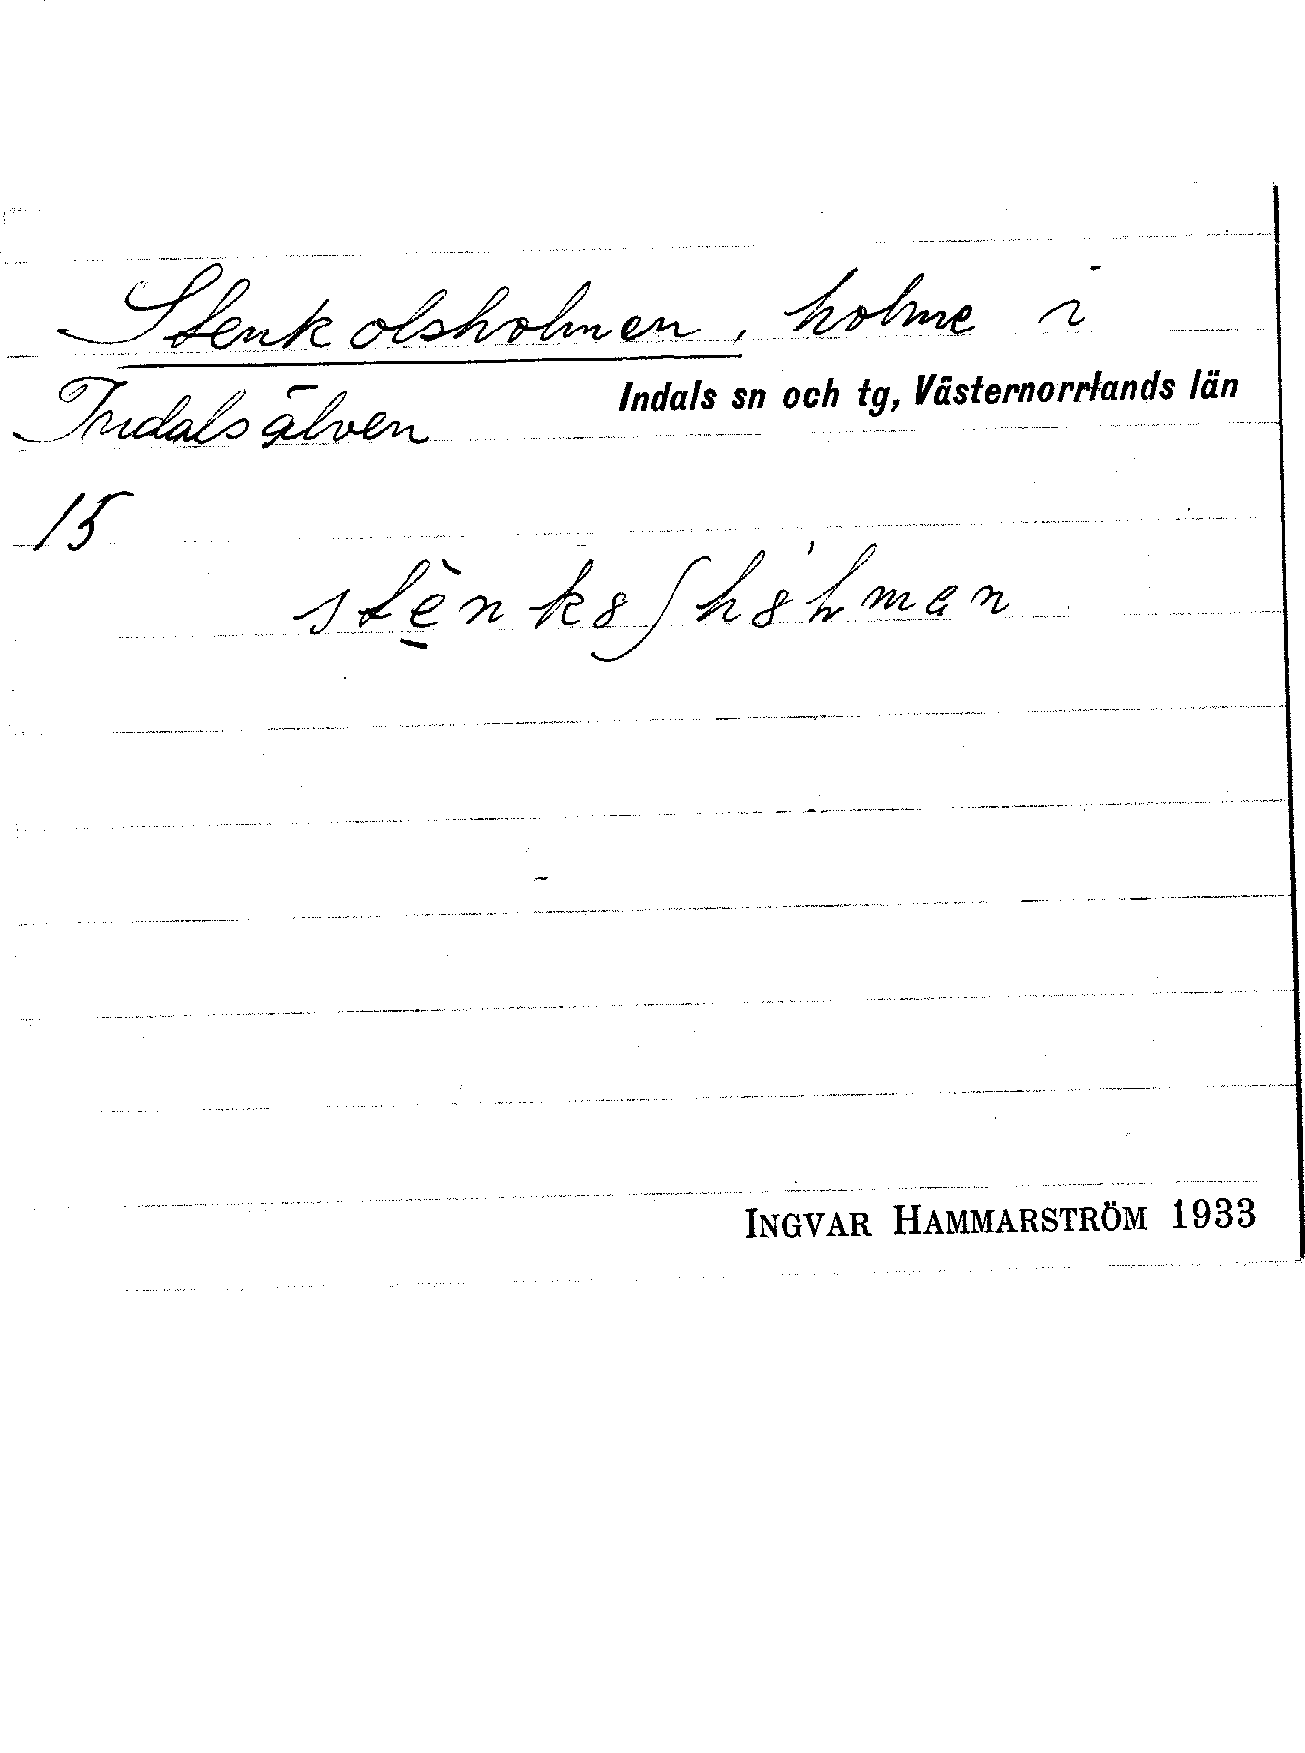 Stenkolsholmen, holme i
Indalsälven Indals sn och tg, Västernorrlands län
15
INGVAR HAMMARSTRÖM 1933